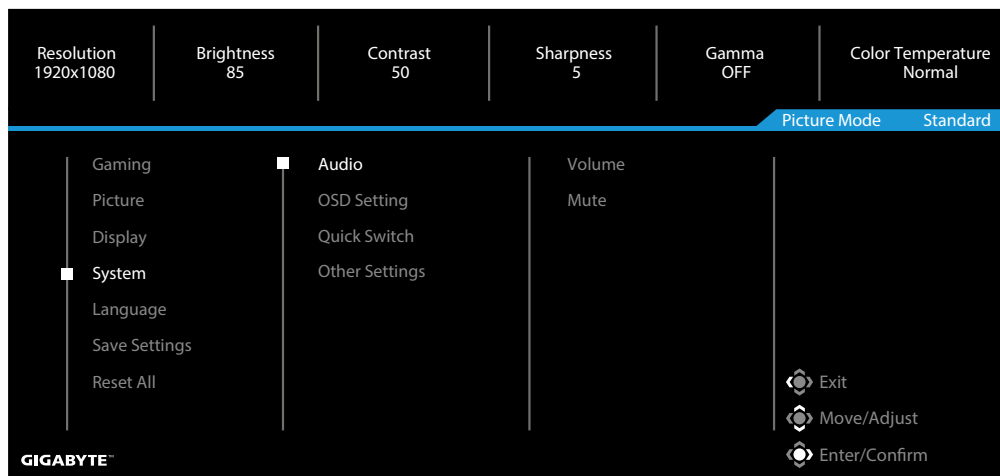 Resolution
1920x1080
Brightness
85
Contrast
50
Sharpness
5
Gamma
OFF
Color Temperature
Normal
Picture Mode Standard
Gaming
Picture
Display
System
Language
Save Settings
Reset All
Audio
OSD Setting
Quick Switch
Other Settings
Volume
Mute
Exit
Move/Adjust
Enter/Confirm
GIGABYTE™